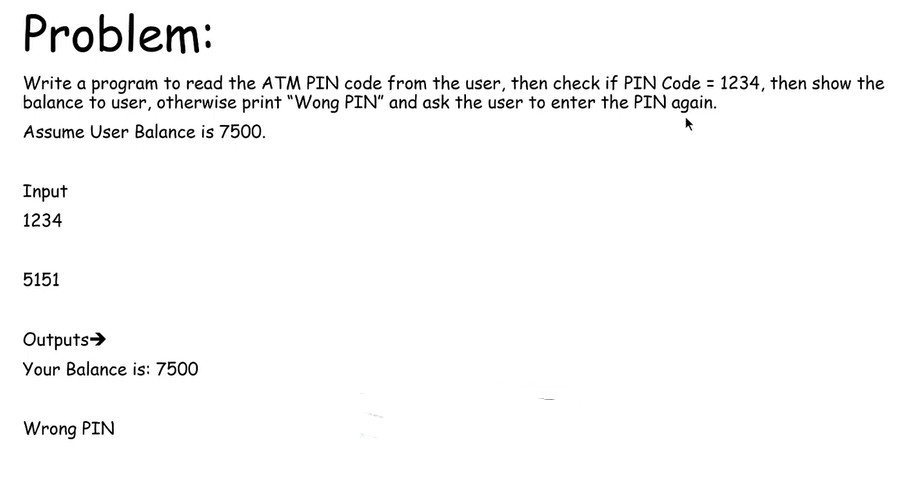 Problem:
Write a program to read the ATM PIN code from the user, then check if PIN Code = 1234, then show the
balance to user, otherwise print “Wong PIN” and ask the user to enter the PIN again.
Assume User Balance is 7500.
Input
1234
5151
Outputs➔
Your Balance is: 7500
Wrong PIN